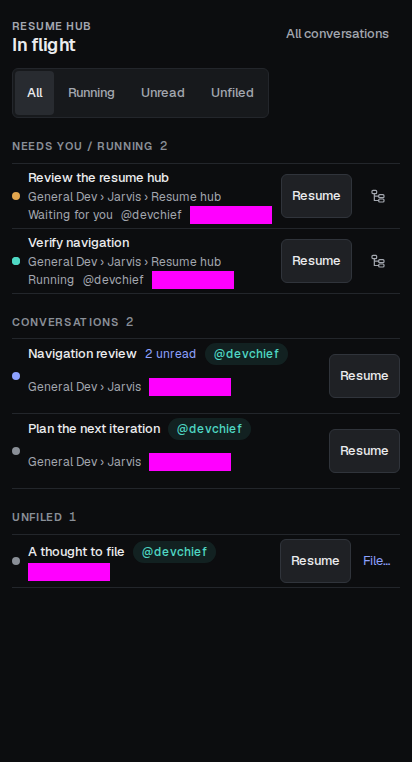 RESUME HUB
In flight
All conversations
All
Running
Unread
Unfiled
NEEDS YOU / RUNNING 2
Review the resume hub
General Dev › Jarvis › Resume hub
Waiting for you @devchief
Resume
Verify navigation
General Dev › Jarvis › Resume hub
Running @devchief
Resume
CONVERSATIONS 2
Navigation review 2 unread @devchief
General Dev › Jarvis
Resume
Plan the next iteration @devchief
General Dev › Jarvis
Resume
UNFILED 1
A thought to file @devchief
Resume
File...